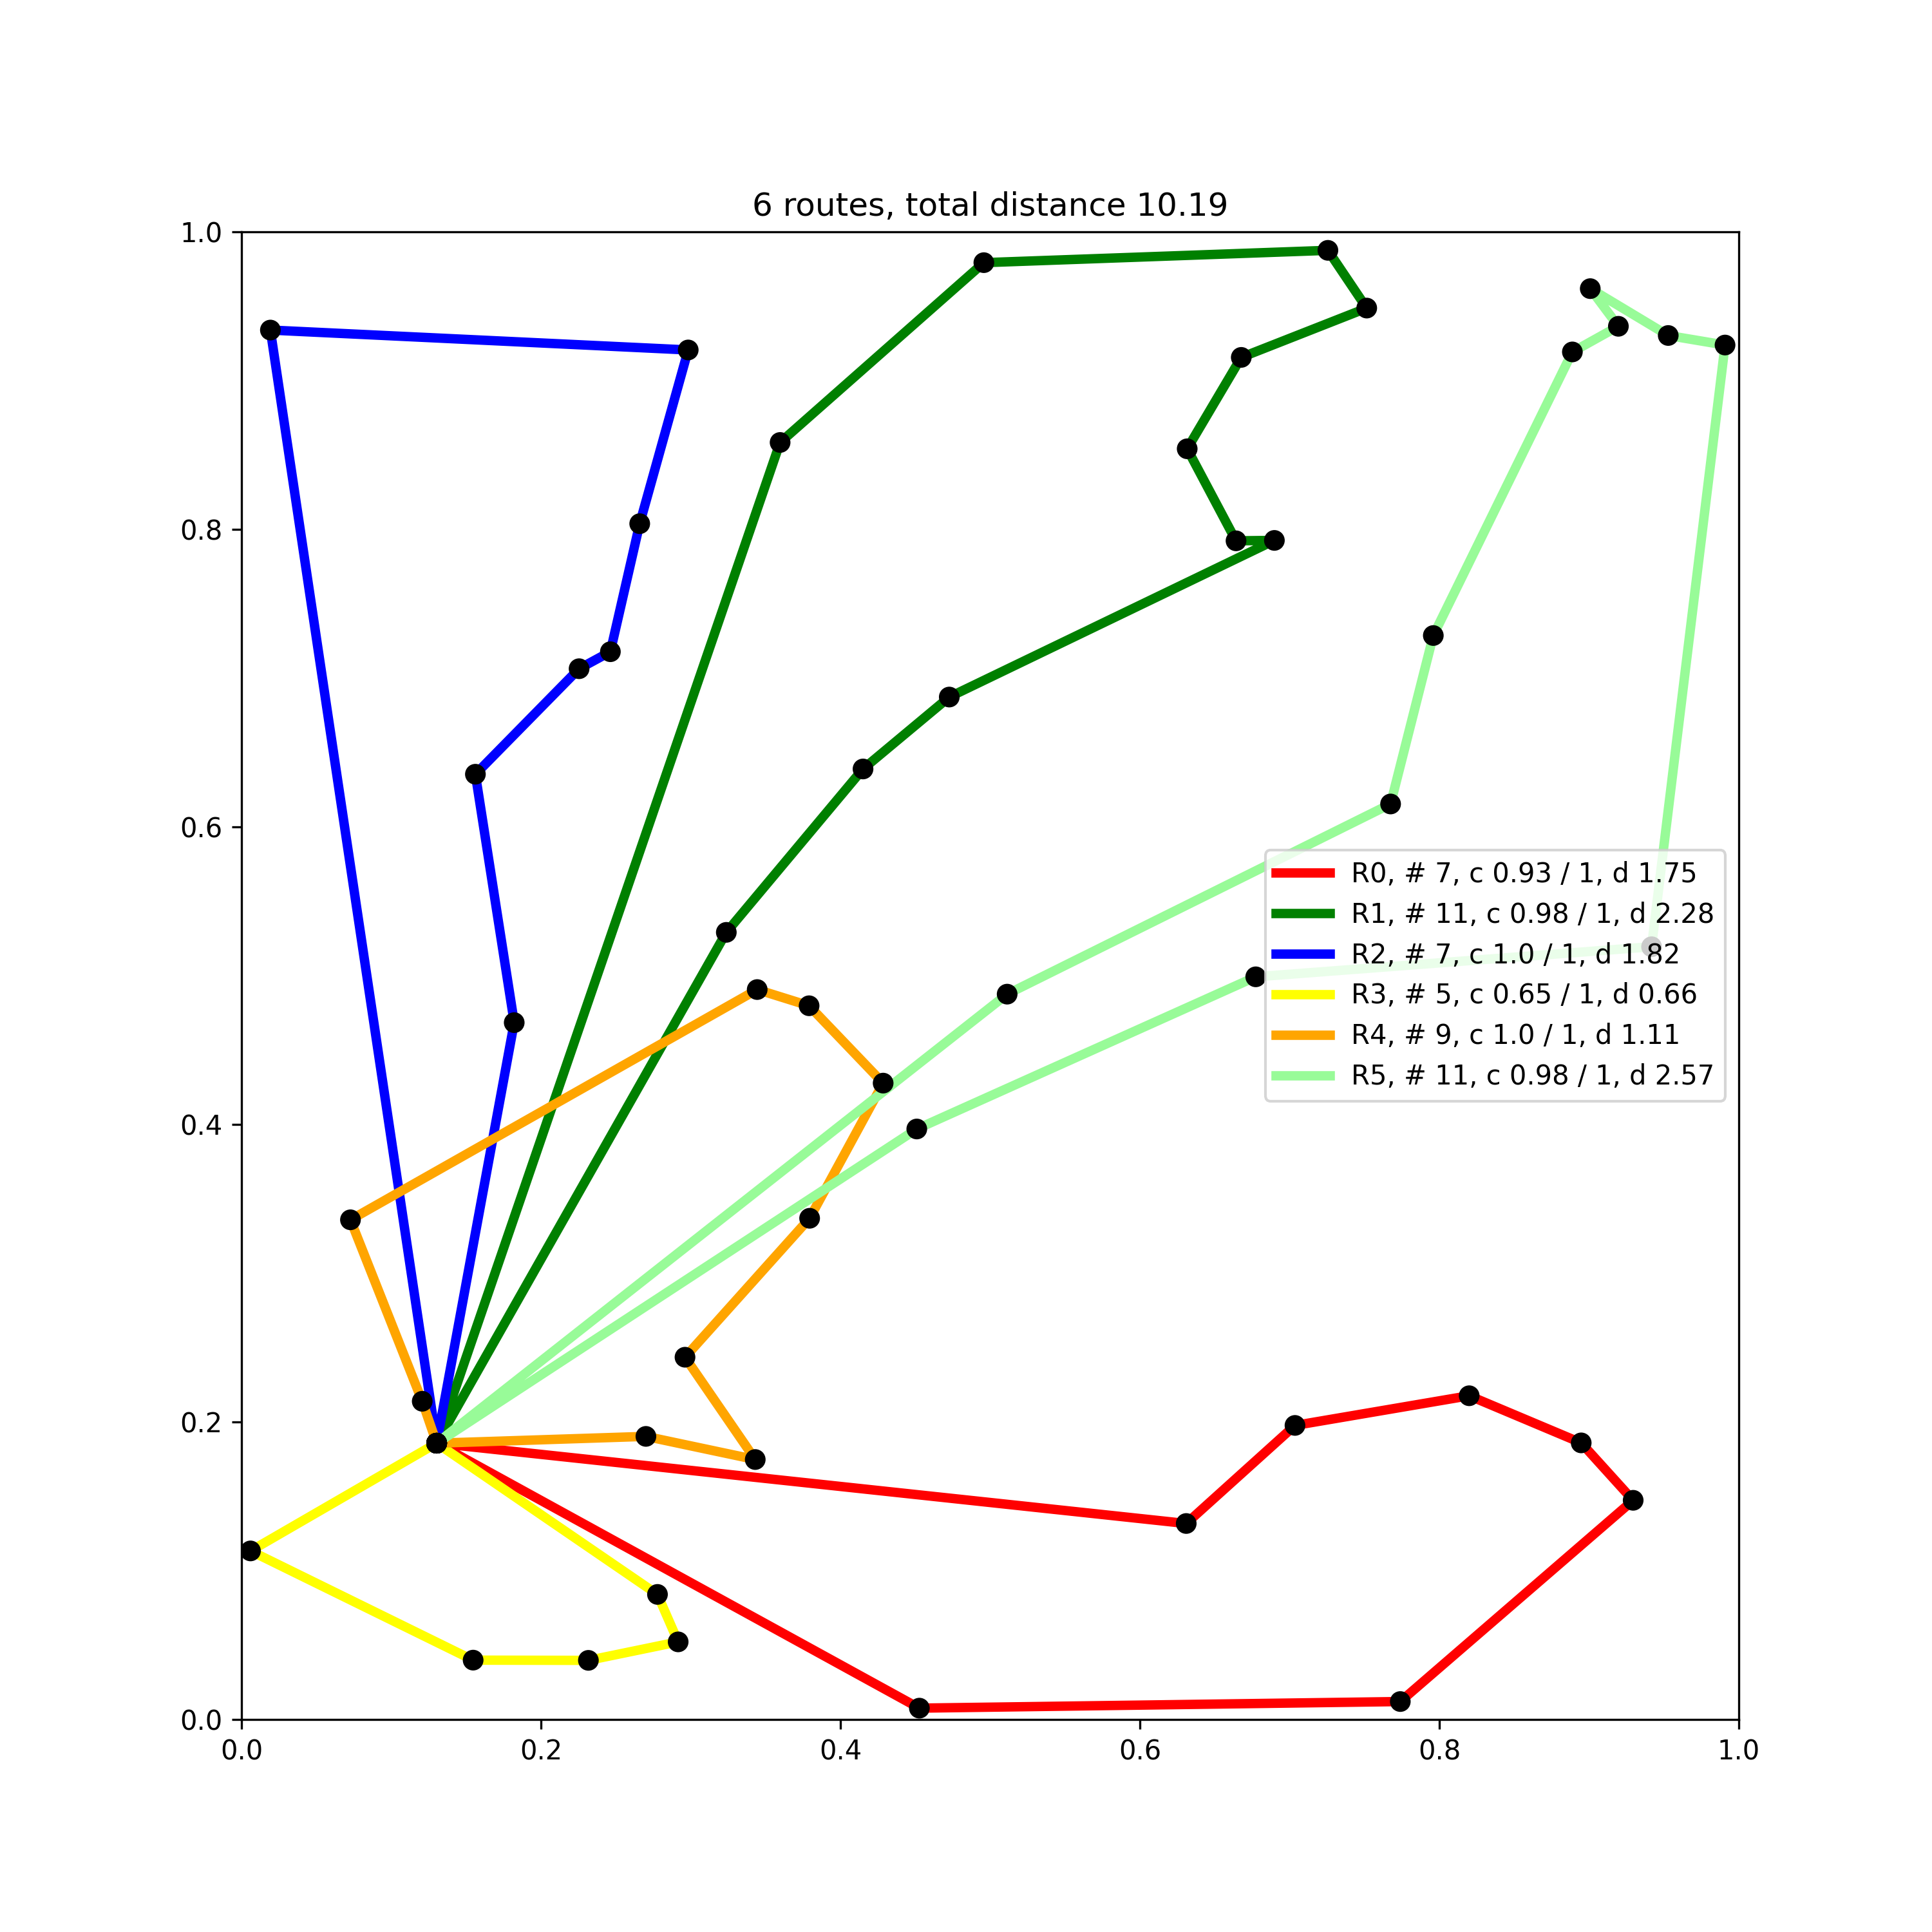 6 routes, total distance 10.19
1.0
0.8
0.6
0.4
0.2
0.0
R0, # 7, c 0.93 / 1, d 1.75
R1, # 11, c 0.98 / 1, d 2.28
R2, # 7, c 1.0 / 1, d 1.82
R3, # 5, c 0.65 / 1, d 0.66
R4, # 9, c 1.0 / 1, d 1.11
R5, # 11, c 0.98 / 1, d 2.57
0.0 0.2 0.4 0.6 0.8 1.0